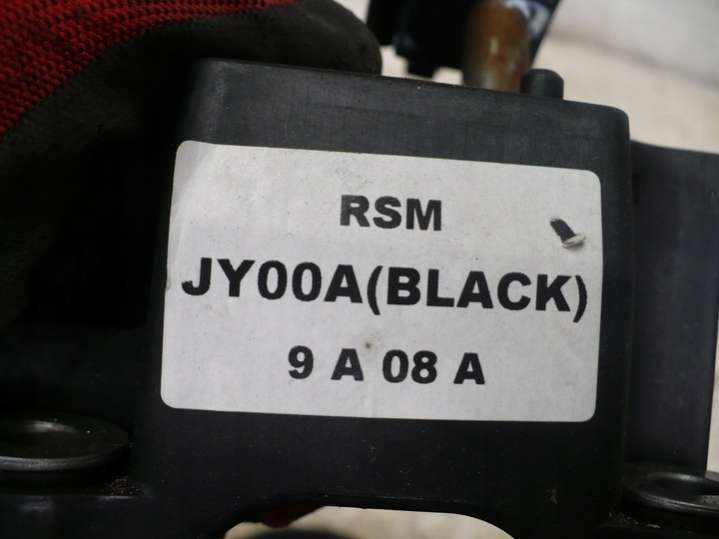 RSM
JY00A(BLACK)
9 A 08 A